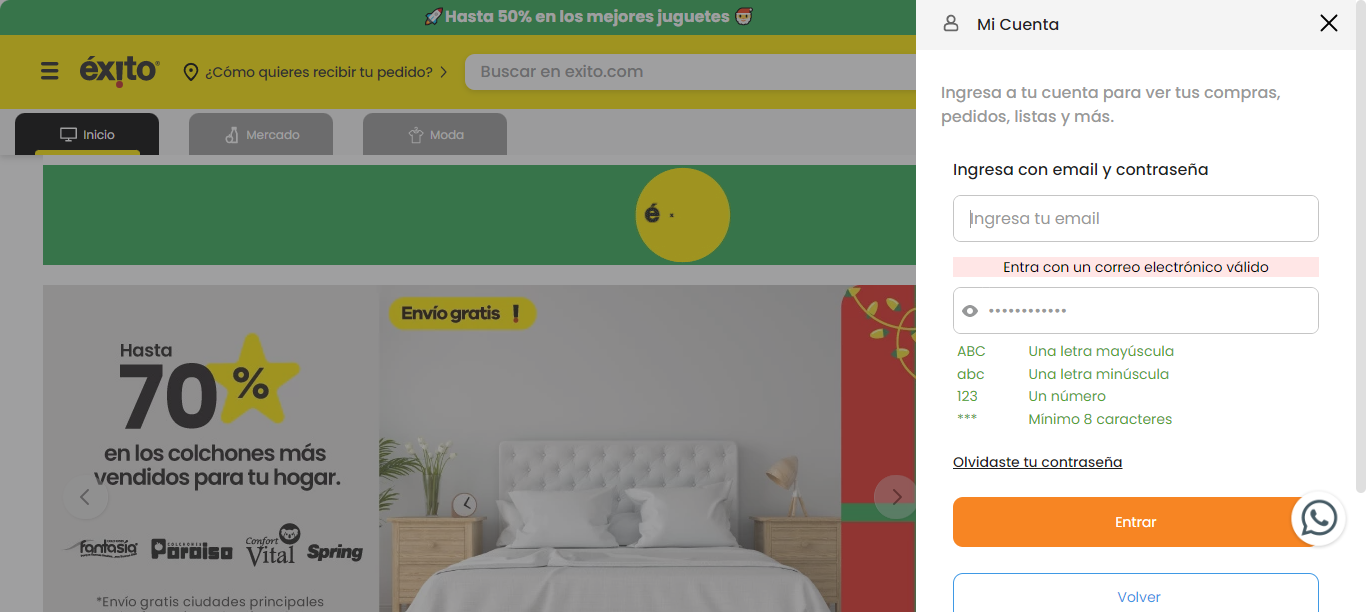 🚀 Hasta 50% en los mejores juguetes 🎅
éxito
¿Cómo quieres recibir tu pedido?
Buscar en exito.com
Inicio
Mercado
Moda
é
Hasta
70%
en los colchones más
vendidos para tu hogar.
fantasía
COLCHONES
Paraiso
Confort
Vital
Spring
*Envío gratis ciudades principales
Envío gratis !
Mi Cuenta
Ingresa a tu cuenta para ver tus compras,
pedidos, listas y más.
Ingresa con email y contraseña
Ingresa tu email
Entra con un correo electrónico válido
••••••••••••
ABC Una letra mayúscula
abc Una letra minúscula
123 Un número
*** Mínimo 8 caracteres
Olvidaste tu contraseña
Entrar
Volver